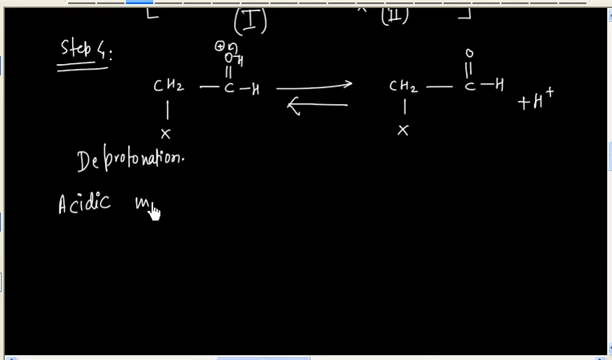 (I) (II)
Step 4:
⊕
OH O
|| ||
CH2 — C — H ⇌ CH2 — C — H + H+
| |
X X
Deprotonation.
Acidic m